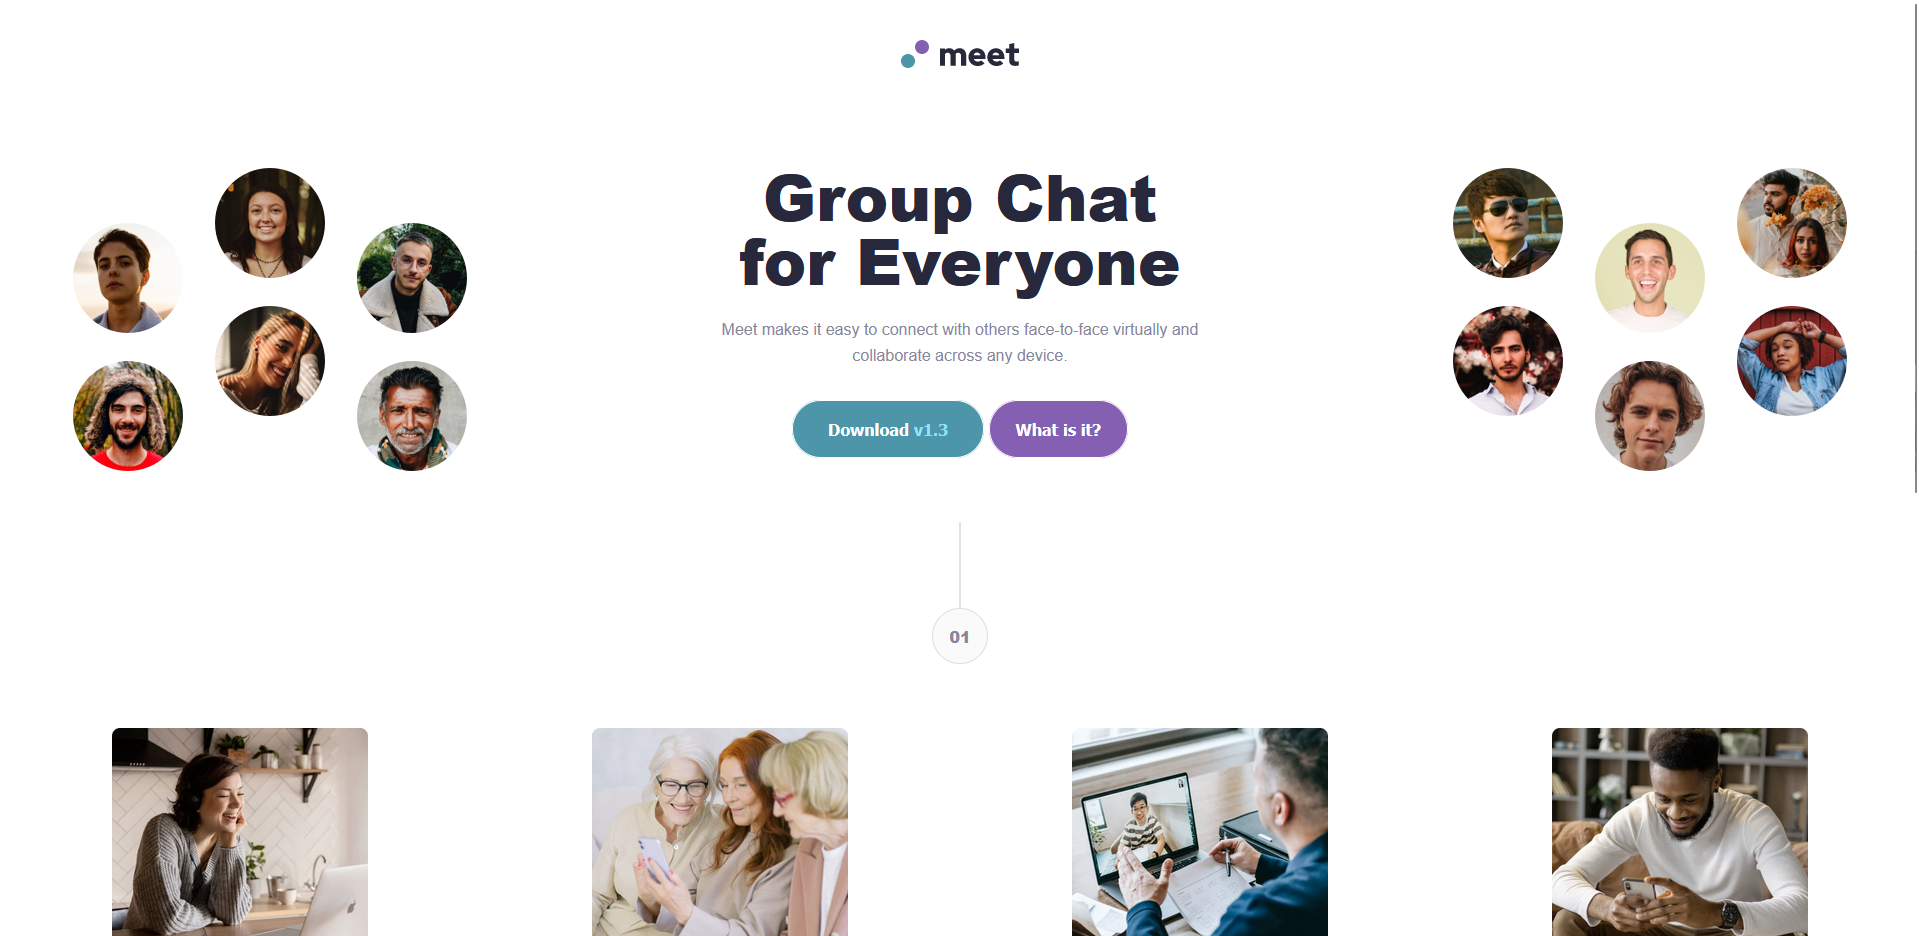 meet
Group Chat
for Everyone
Meet makes it easy to connect with others face-to-face virtually and
collaborate across any device.
Download v1.3
What is it?
01